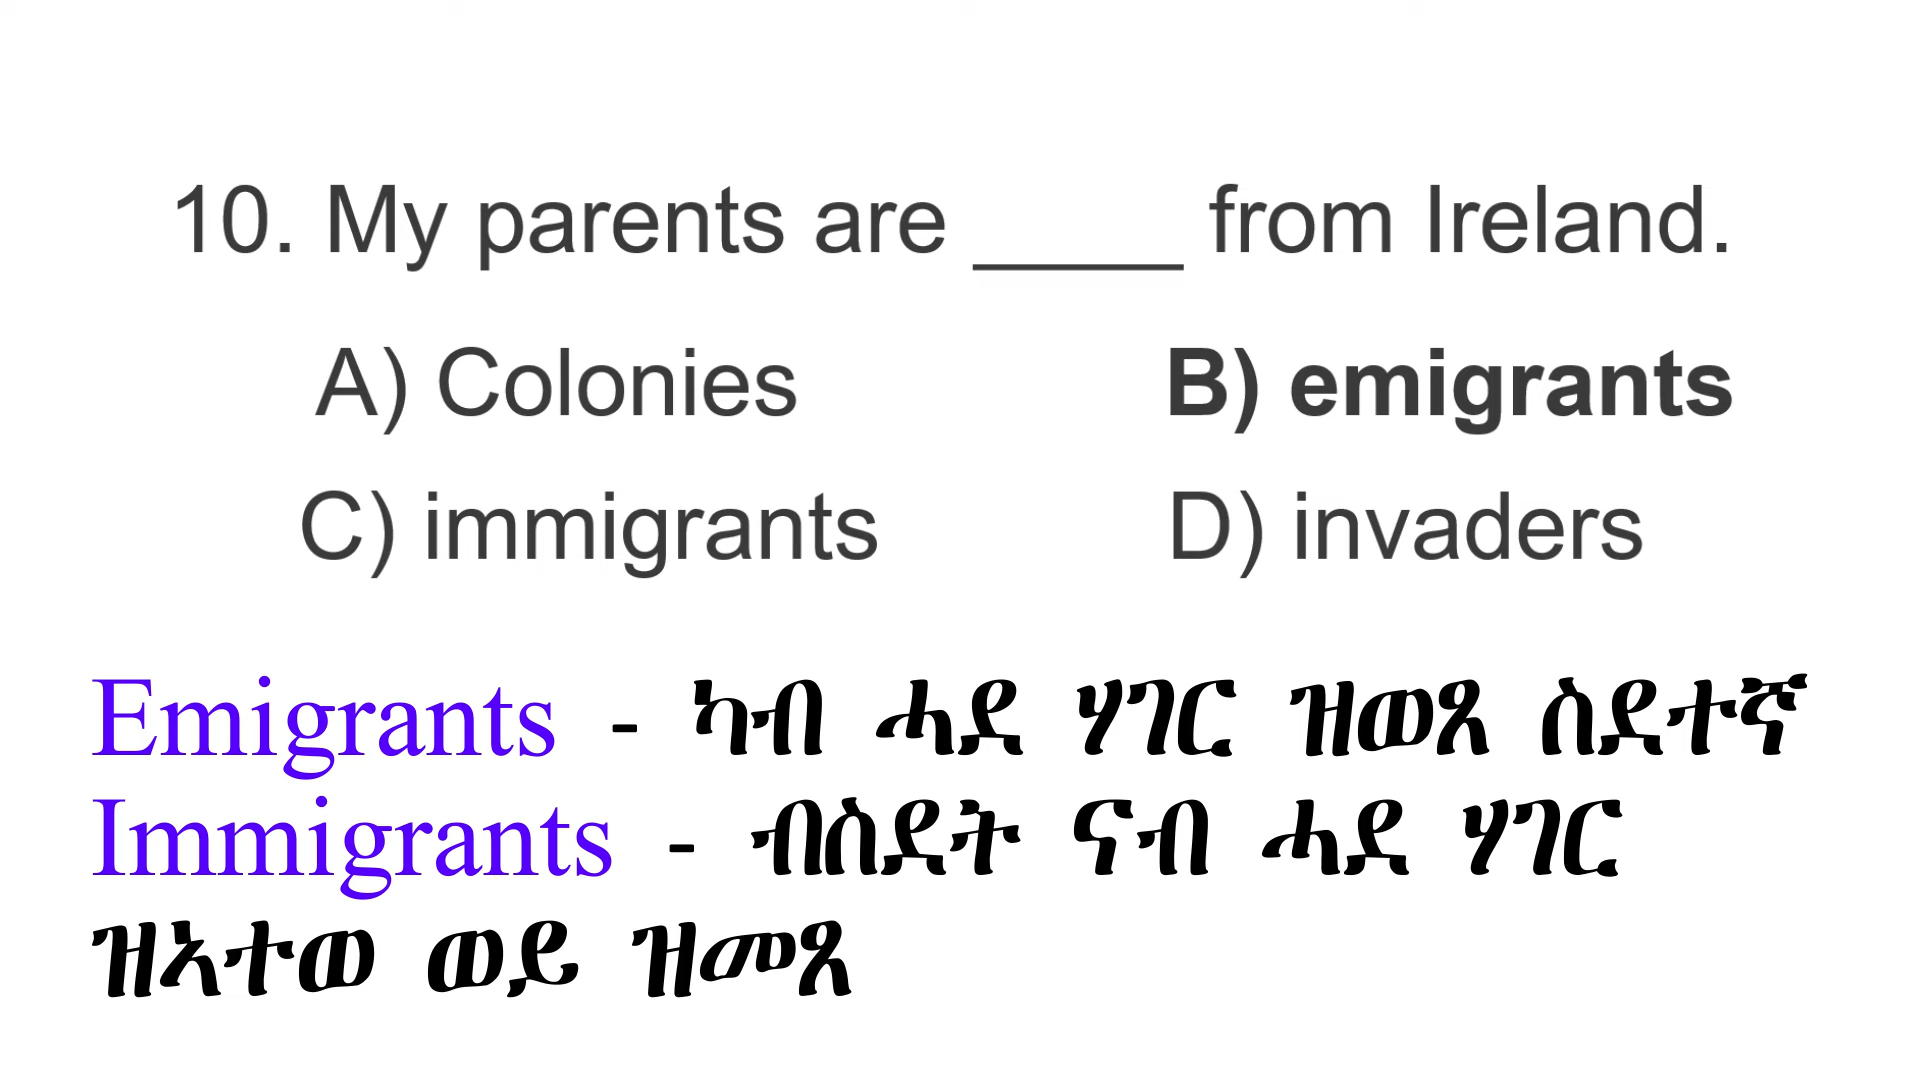 10. My parents are _____ from Ireland.
A) Colonies B) emigrants
C) immigrants D) invaders
Emigrants - ካብ ሓደ ሃገር ዝወጸ ስደተኛ
Immigrants - ብስደት ናብ ሓደ ሃገር
ዝኣተወ ወይ ዝመጸ